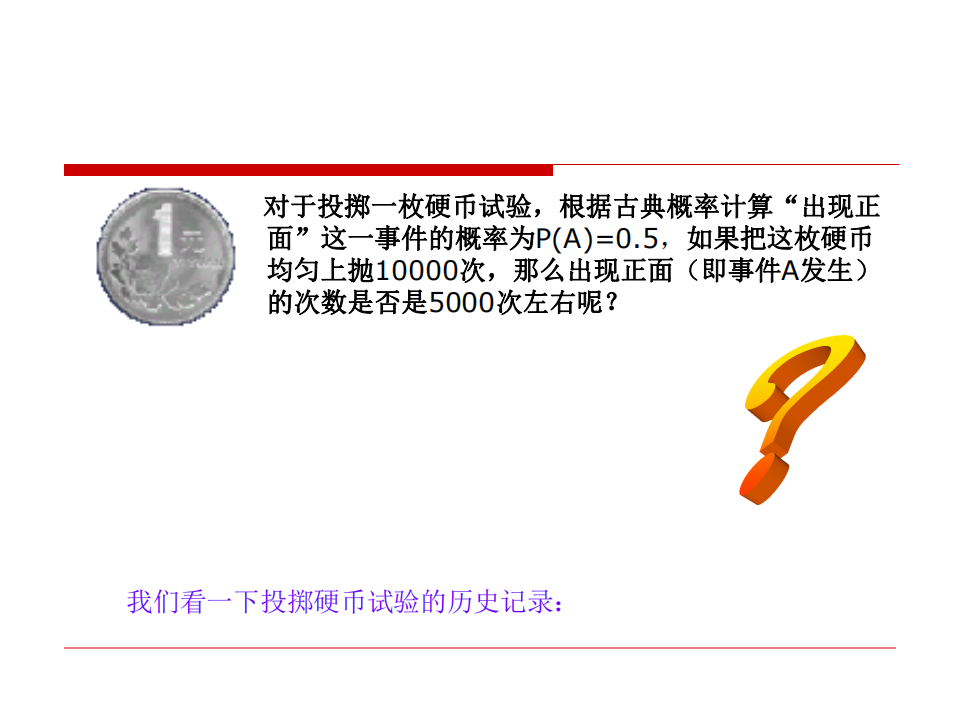 1元
对于投掷一枚硬币试验，根据古典概率计算“出现正
面”这一事件的概率为P(A)=0.5，如果把这枚硬币
均匀上抛10000次，那么出现正面（即事件A发生）
的次数是否是5000次左右呢？
?
我们看一下投掷硬币试验的历史记录：